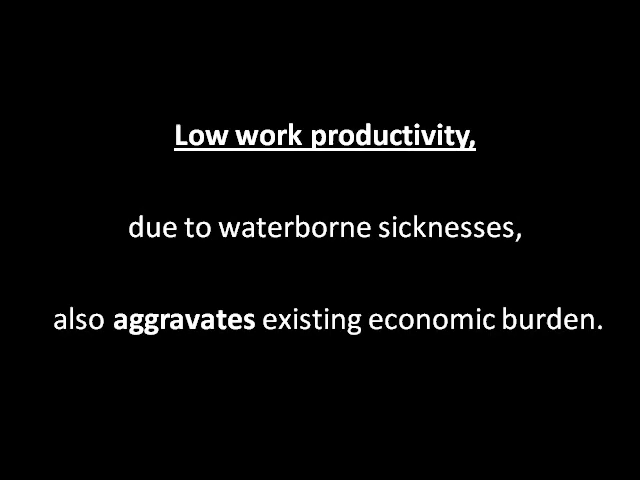 Low work productivity,
due to waterborne sicknesses,
also aggravates existing economic burden.